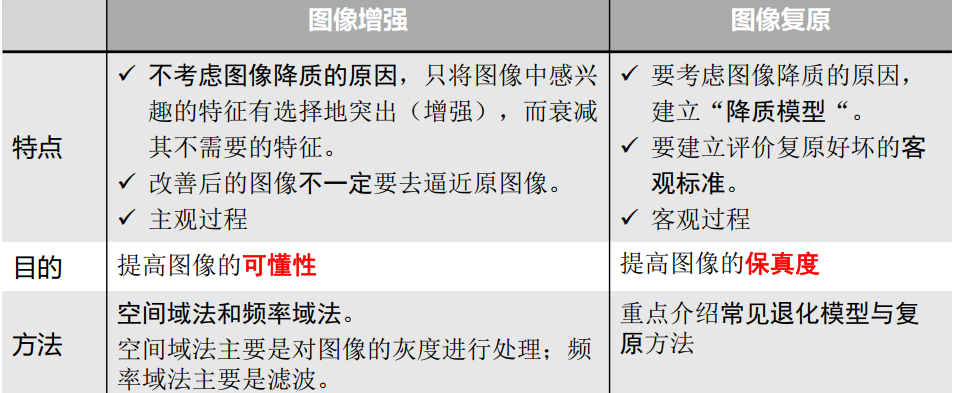 图像增强 图像复原
特点
✓ 不考虑图像降质的原因，只将图像中感兴
趣的特征有选择地突出（增强），而衰减
其不需要的特征。
✓ 改善后的图像不一定要去逼近原图像。
✓ 主观过程
✓ 要考虑图像降质的原因，
建立“降质模型“。
✓ 要建立评价复原好坏的客
观标准。
✓ 客观过程
目的
提高图像的可懂性
提高图像的保真度
方法
空间域法和频率域法。
空间域法主要是对图像的灰度进行处理；频
率域法主要是滤波。
重点介绍常见退化模型与复
原方法